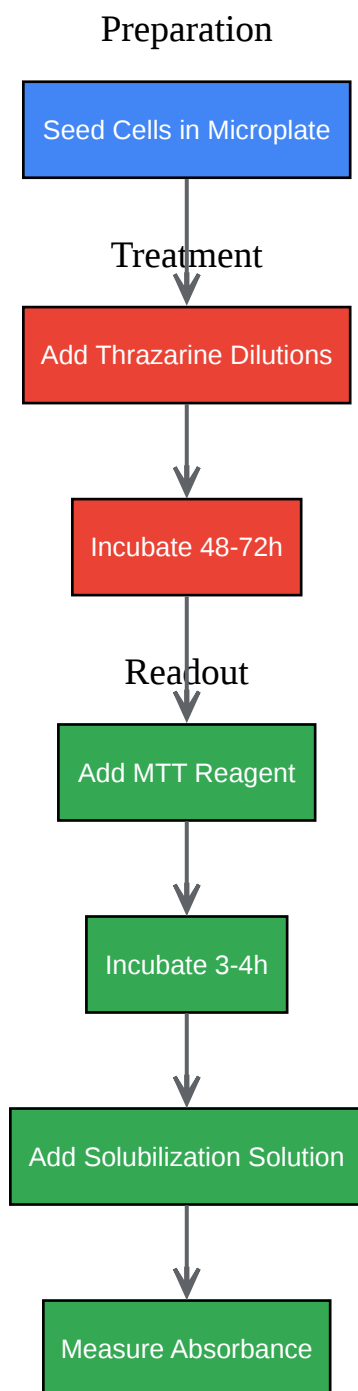 Preparation
Seed Cells in Microplate
Treatment
Add Thrazarine Dilutions
Incubate 48-72h
Readout
Add MTT Reagent
Incubate 3-4h
Add Solubilization Solution
Measure Absorbance